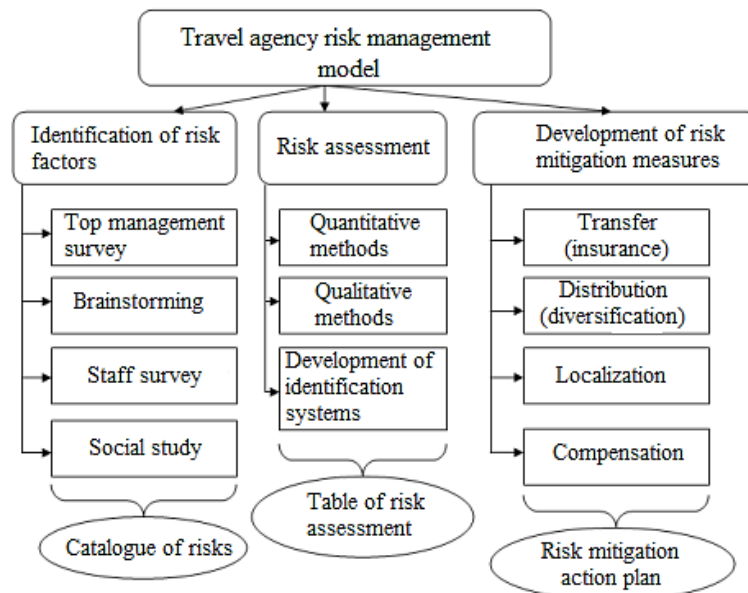 Travel agency risk management
model
Identification of risk
factors
Risk assessment
Development of risk
mitigation measures
Top management
survey
Brainstorming
Staff survey
Social study
Catalogue of risks
Quantitative
methods
Qualitative
methods
Development of
identification
systems
Table of risk
assessment
Transfer
(insurance)
Distribution
(diversification)
Localization
Compensation
Risk mitigation
action plan